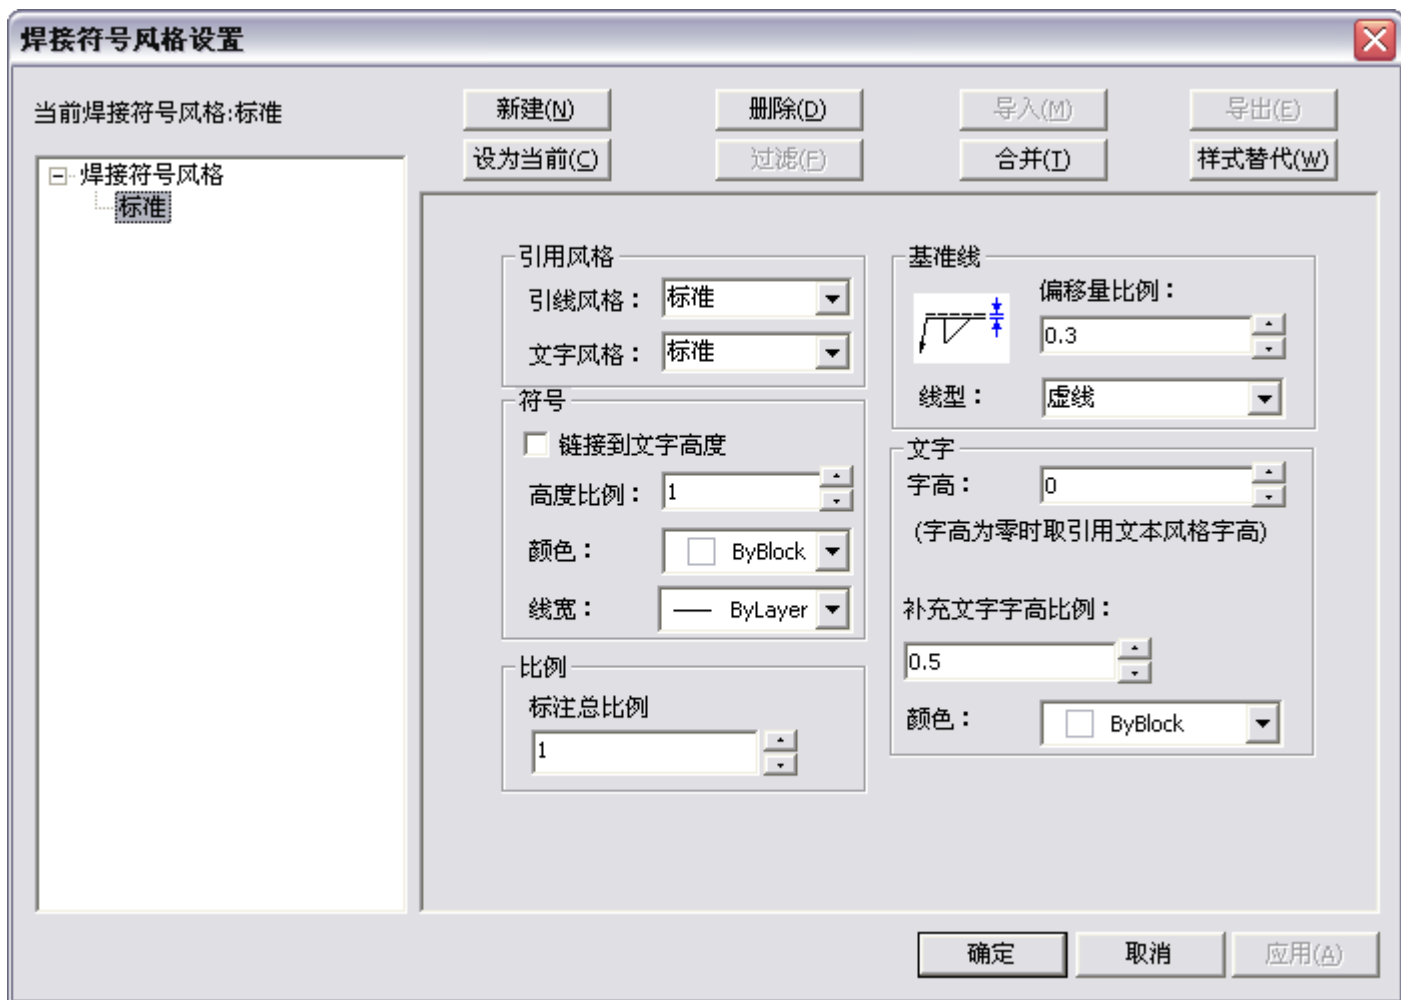 焊接符号风格设置
当前焊接符号风格:标准
新建(N) 删除(D) 导入(M) 导出(E)
设为当前(C) 过滤(F) 合并(T) 样式替代(W)
焊接符号风格
标准
引用风格
引线风格： 标准
文字风格： 标准
符号
链接到文字高度
高度比例： 1
颜色： ByBlock
线宽： ByLayer
比例
标注总比例
1
基准线
偏移量比例：
0.3
线型： 虚线
文字
字高： 0
(字高为零时取引用文本风格字高)
补充文字字高比例：
0.5
颜色： ByBlock
确定 取消 应用(A)